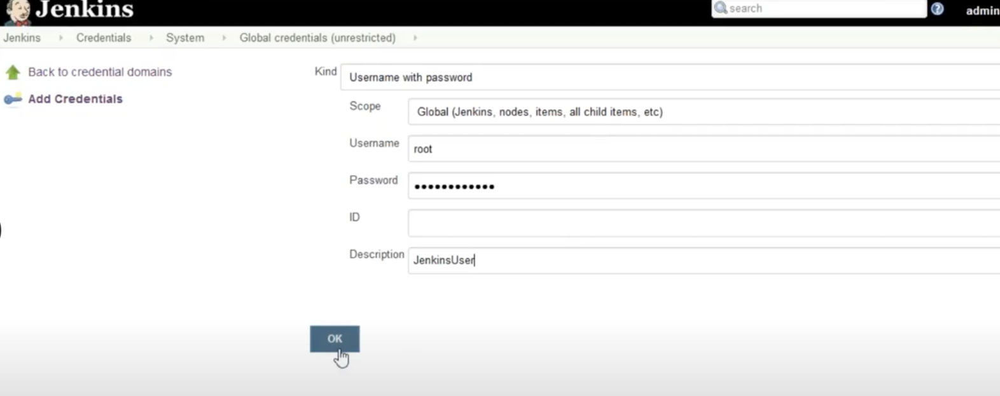 Jenkins
search
admin
Jenkins
Credentials
System
Global credentials (unrestricted)
Back to credential domains
Add Credentials
Kind
Username with password
Scope
Global (Jenkins, nodes, items, all child items, etc)
Username
root
Password
••••••••••••
ID
Description
JenkinsUser
OK